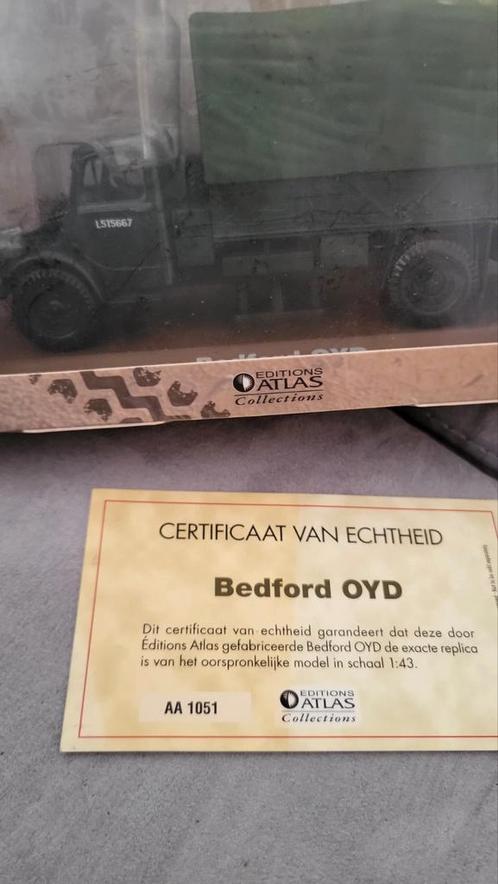 L515667
Bedford OYD
EDITIONS
ATLAS
Collections
CERTIFICAAT VAN ECHTHEID
Bedford OYD
Dit certificaat van echtheid garandeert dat deze door
Éditions Atlas gefabriceerde Bedford OYD de exacte replica
is van het oorspronkelijke model in schaal 1:43.
AA 1051
EDITIONS
ATLAS
Collections